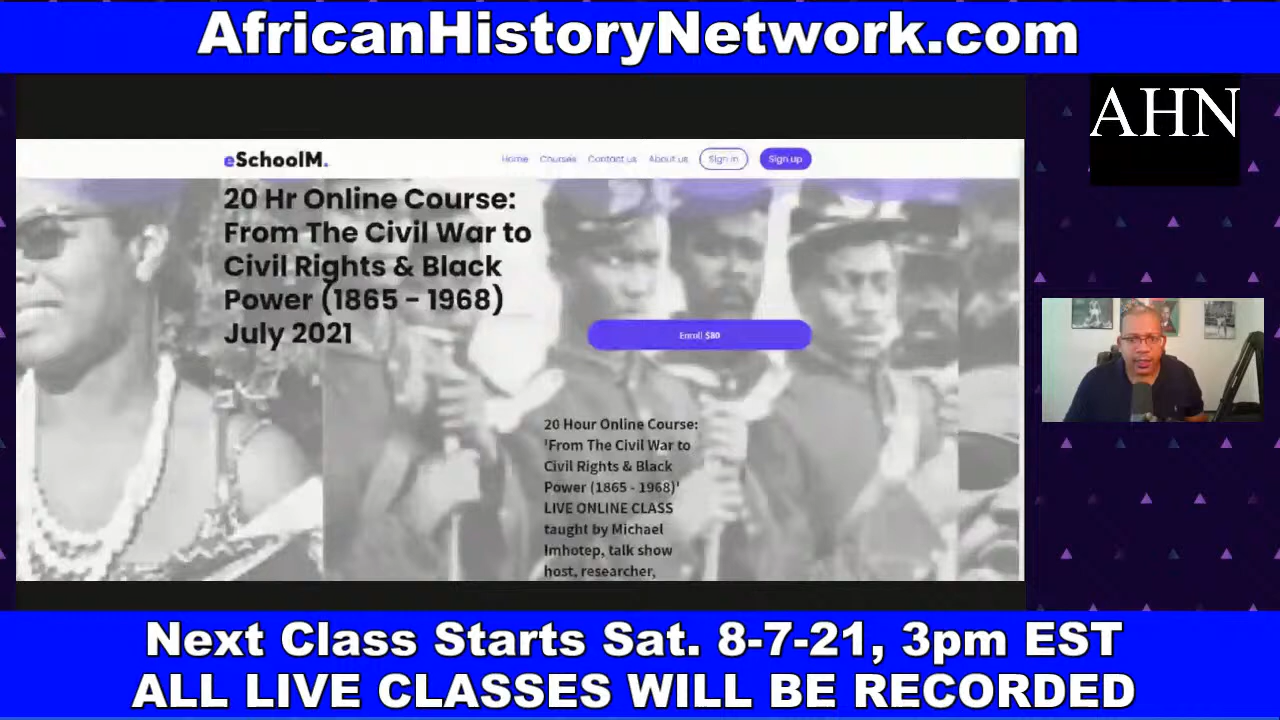 AfricanHistoryNetwork.com
AHN
eSchoolM.
Home Courses Contact us About us Sign in Sign up
20 Hr Online Course:
From The Civil War to
Civil Rights & Black
Power (1865 - 1968)
July 2021
Enroll $80
20 Hour Online Course:
'From The Civil War to
Civil Rights & Black
Power (1865 - 1968)'
LIVE ONLINE CLASS
taught by Michael
Imhotep, talk show
host, researcher,
Next Class Starts Sat. 8-7-21, 3pm EST
ALL LIVE CLASSES WILL BE RECORDED